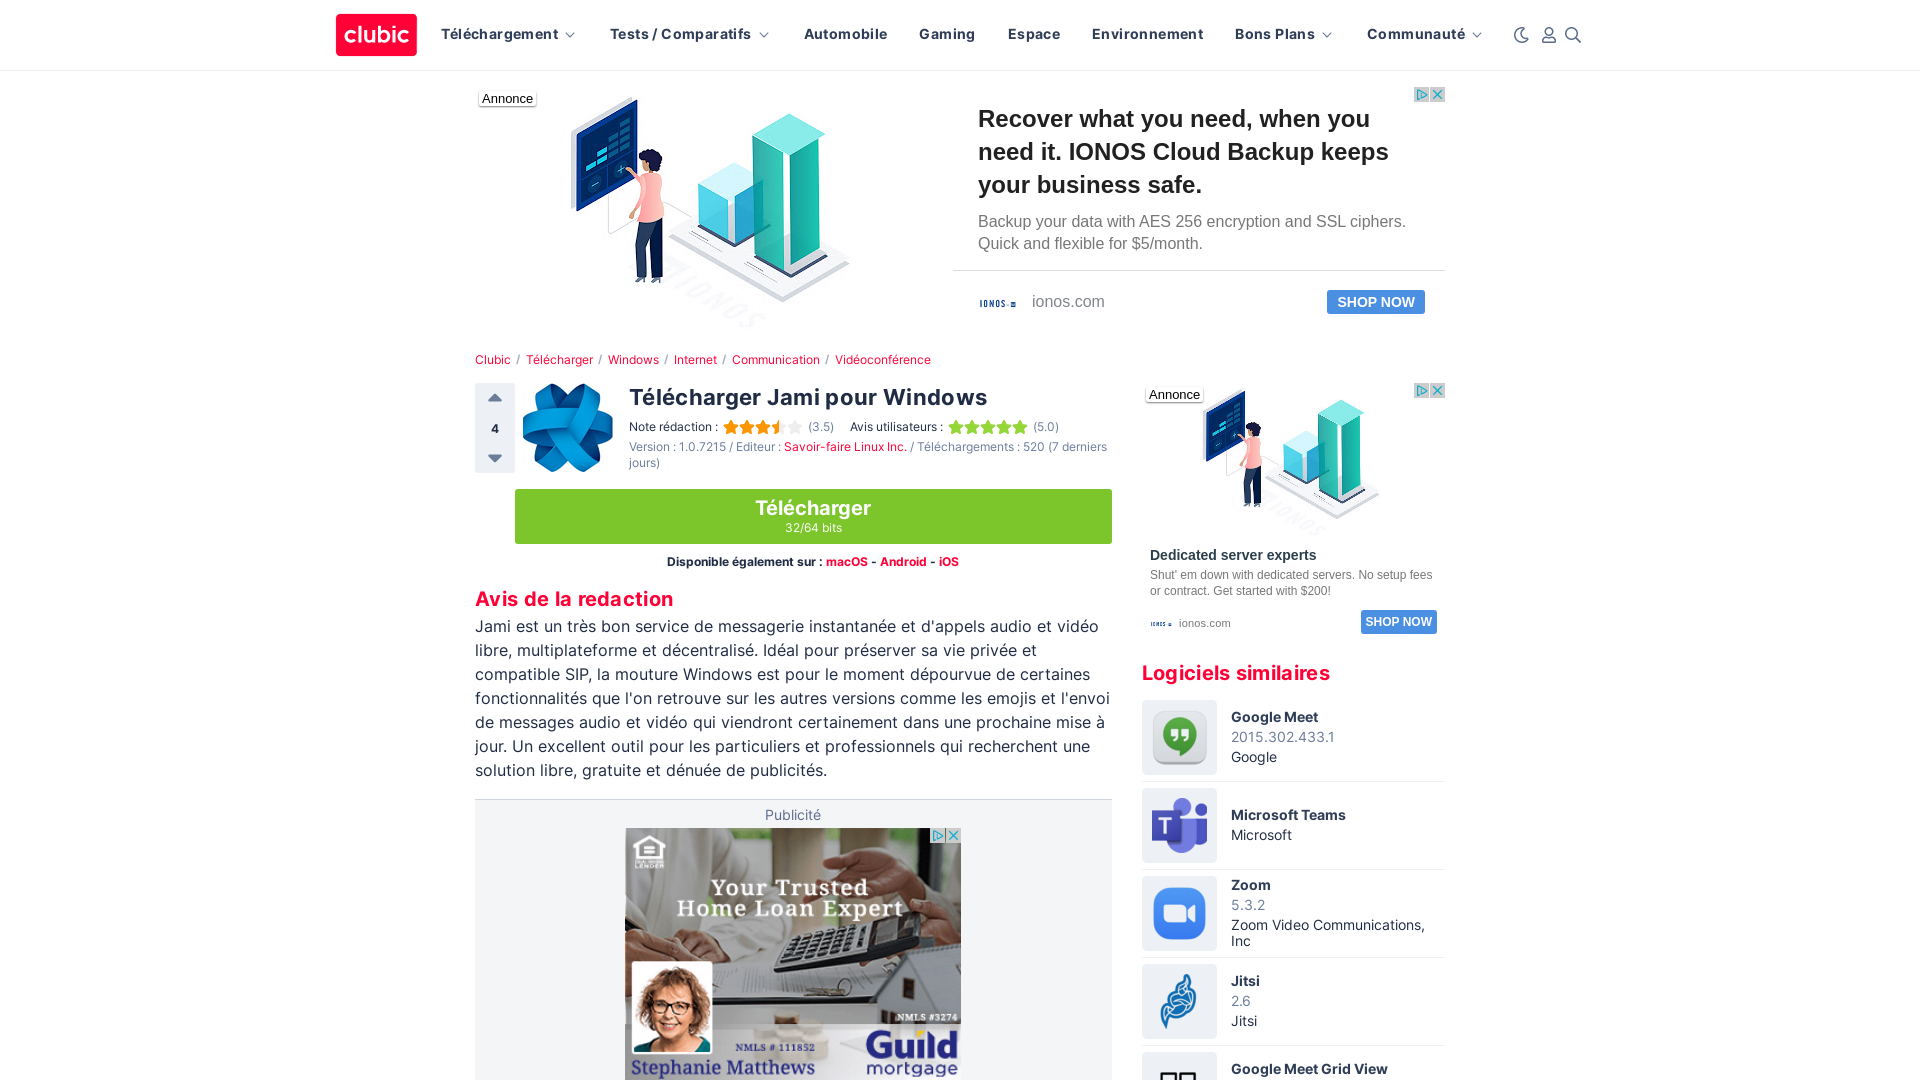 clubic
Téléchargement
Tests / Comparatifs
Automobile
Gaming
Espace
Environnement
Bons Plans
Communauté
Annonce
Recover what you need, when you
need it. IONOS Cloud Backup keeps
your business safe.
Backup your data with AES 256 encryption and SSL ciphers.
Quick and flexible for $5/month.
IONOS
IONOS
ionos.com
SHOP NOW
Clubic / Télécharger / Windows / Internet / Communication / Vidéoconférence
4
Télécharger Jami pour Windows
Note rédaction : (3.5) Avis utilisateurs : (5.0)
Version : 1.0.7215 / Editeur : Savoir-faire Linux Inc. / Téléchargements : 520 (7 derniers
jours)
Télécharger
32/64 bits
Disponible également sur : macOS - Android - iOS
Avis de la redaction
Jami est un très bon service de messagerie instantanée et d'appels audio et vidéo
libre, multiplateforme et décentralisé. Idéal pour préserver sa vie privée et
compatible SIP, la mouture Windows est pour le moment dépourvue de certaines
fonctionnalités que l'on retrouve sur les autres versions comme les emojis et l'envoi
de messages audio et vidéo qui viendront certainement dans une prochaine mise à
jour. Un excellent outil pour les particuliers et professionnels qui recherchent une
solution libre, gratuite et dénuée de publicités.
Publicité
Your Trusted
Home Loan Expert
NMLS #3274
NMLS # 111852
Stephanie Matthews
Guild
mortgage
Annonce
IONOS
Dedicated server experts
Shut' em down with dedicated servers. No setup fees
or contract. Get started with $200!
IONOS
ionos.com
SHOP NOW
Logiciels similaires
Google Meet
2015.302.433.1
Google
T
Microsoft Teams
Microsoft
Zoom
5.3.2
Zoom Video Communications,
Inc
Jitsi
2.6
Jitsi
Google Meet Grid View